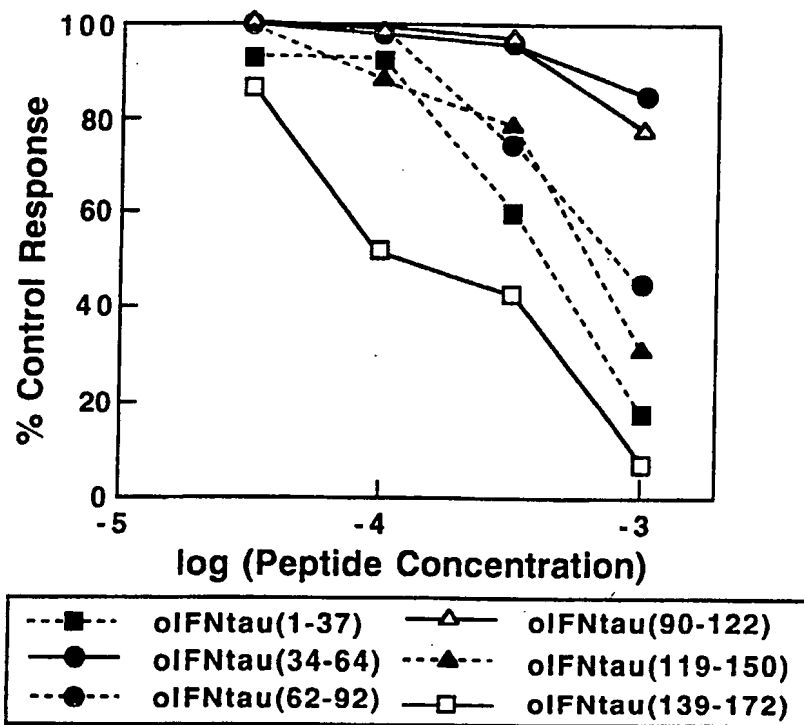 % Control Response
100
80
60
40
20
0
-5 -4 -3
log (Peptide Concentration)
oIFNtau(1-37) oIFNtau(90-122)
oIFNtau(34-64) oIFNtau(119-150)
oIFNtau(62-92) oIFNtau(139-172)